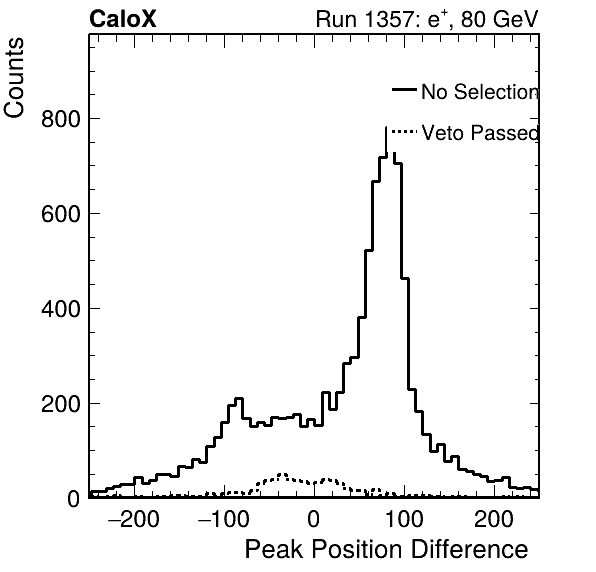 CaloX Run 1357: e⁺, 80 GeV
Counts
No Selection
Veto Passed
800
600
400
200
0
−200 −100 0 100 200
Peak Position Difference